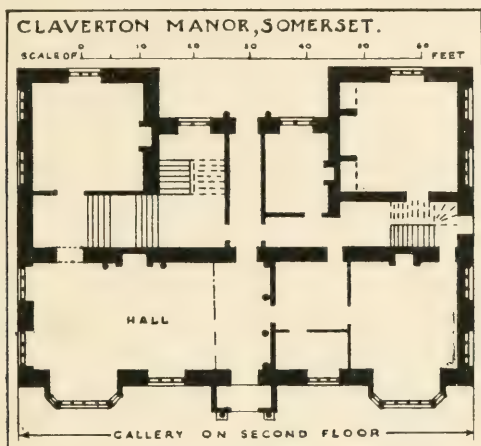 CLAVERTON MANOR, SOMERSET.
SCALE OF 0 10 20 30 40 50 60 FEET
HALL
GALLERY ON SECOND FLOOR